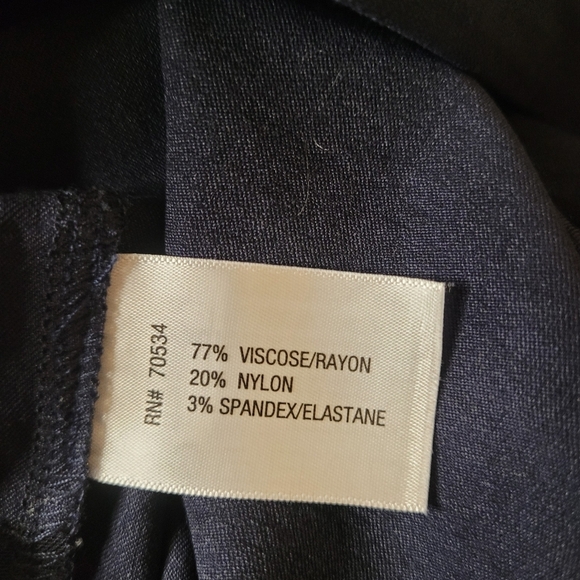 RN# 70534
77% VISCOSE/RAYON
20% NYLON
3% SPANDEX/ELASTANE